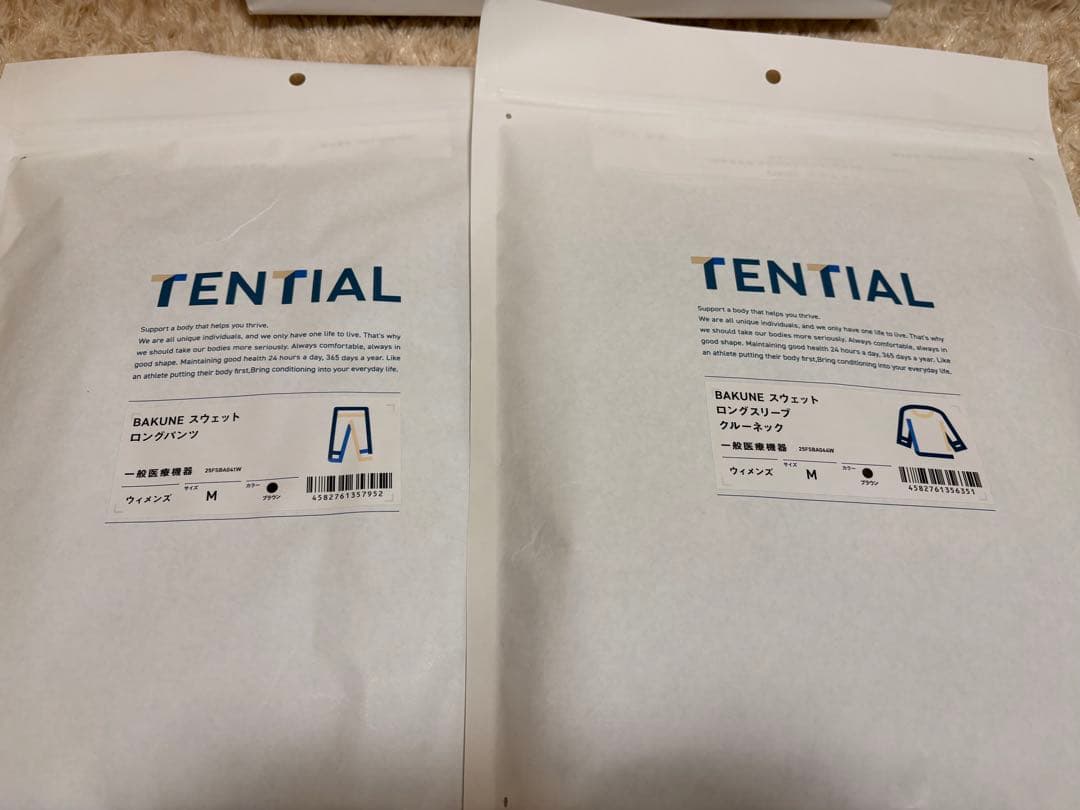 TENTIAL
Support a body that helps you thrive.
We are all unique individuals, and we only have one life to live. That's why
we should take our bodies more seriously. Always comfortable, always in
good shape. Maintaining good health 24 hours a day, 365 days a year. Like
an athlete putting their body first,Bring conditioning into your everyday life.
BAKUNE スウェット
ロングパンツ
一般医療機器 25FSBA041W
ウィメンズ サイズ M カラー ブラウン
4582761357952
TENTIAL
Support a body that helps you thrive.
We are all unique individuals, and we only have one life to live. That's why
we should take our bodies more seriously. Always comfortable, always in
good shape. Maintaining good health 24 hours a day, 365 days a year. Like
an athlete putting their body first,Bring conditioning into your everyday life.
BAKUNE スウェット
ロングスリーブ
クルーネック
一般医療機器
ウィメンズ サイズ M カラー ブラウン
4582761356351